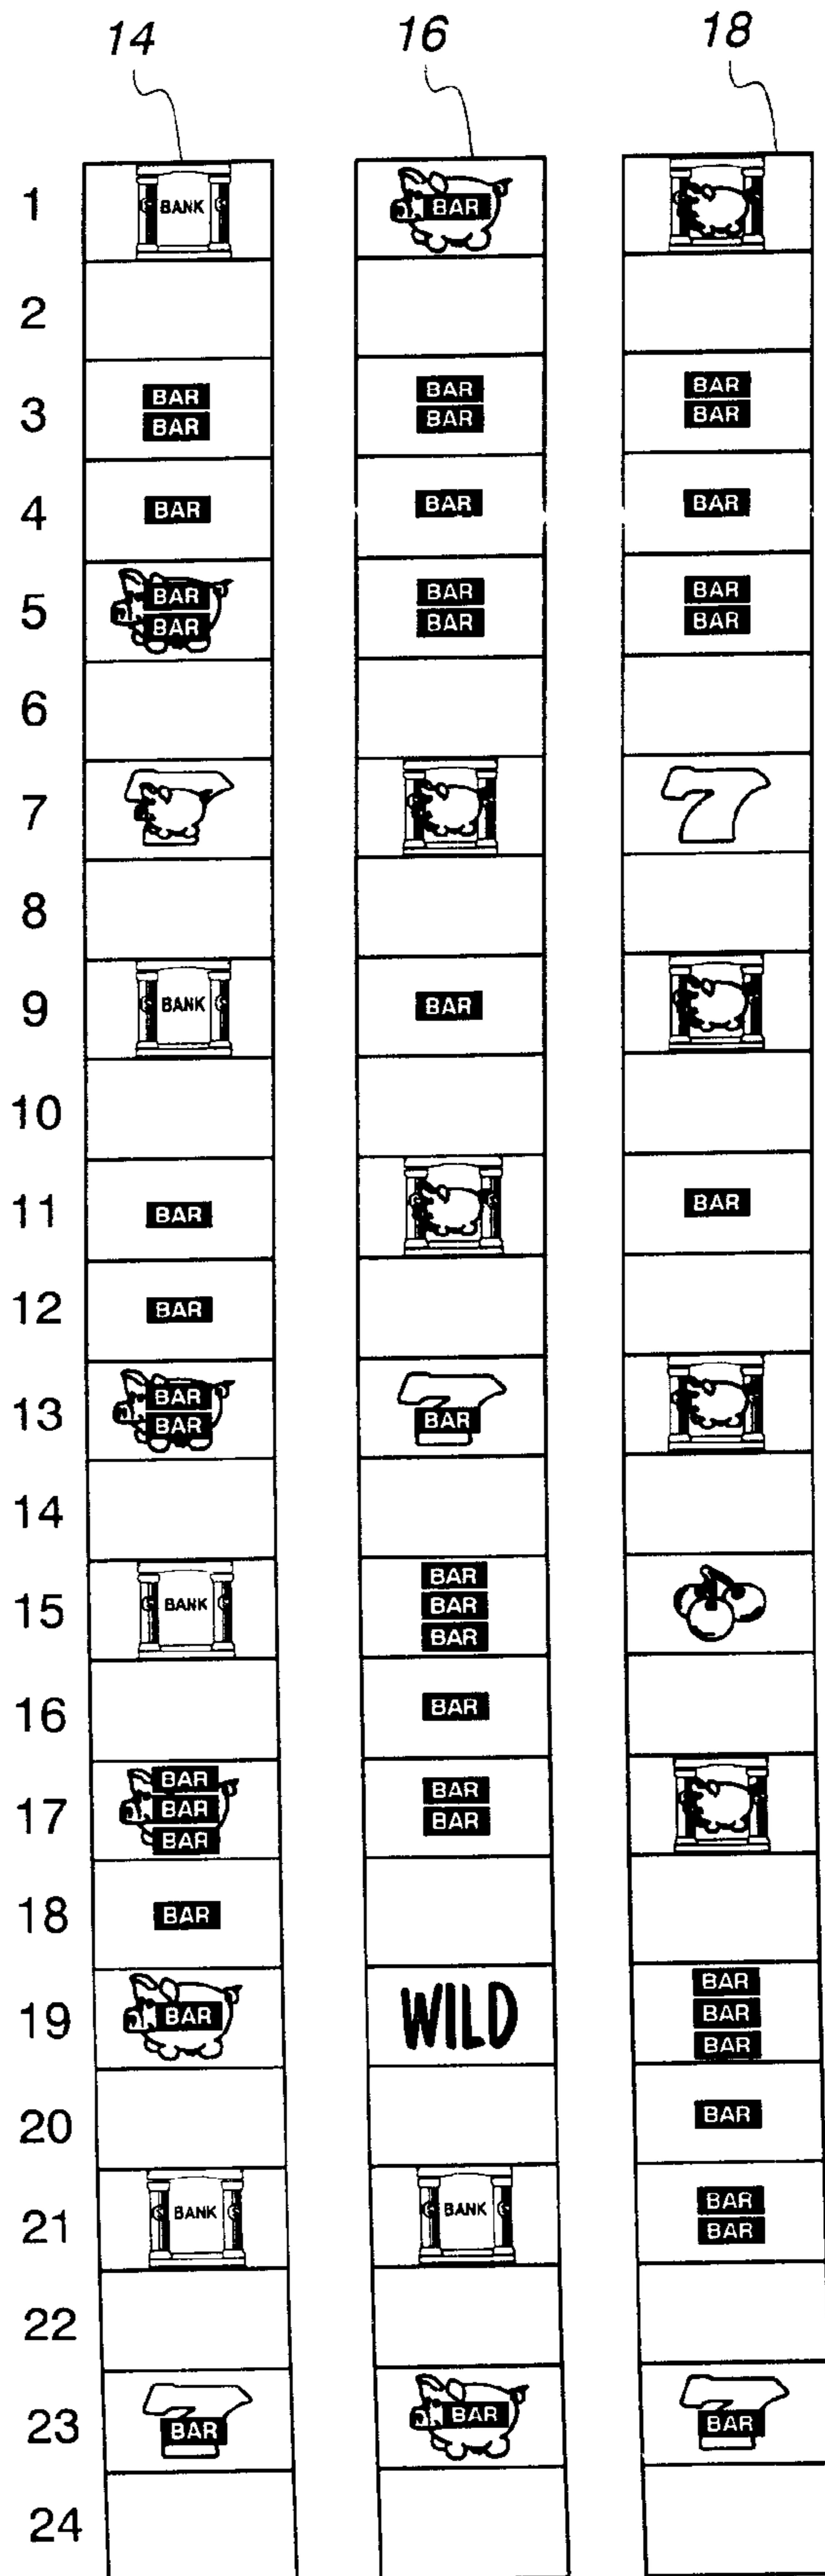 14 16 18
1 BANK BAR
2
3 BAR BAR BAR
BAR BAR BAR
4 BAR BAR BAR
5 BAR BAR BAR
BAR BAR BAR
6
7 7
8
9 BANK BAR
10
11 BAR BAR
12 BAR
13 BAR BAR
BAR
14
15 BANK BAR
BAR
BAR
16 BAR
17 BAR BAR
BAR BAR
BAR
18 BAR
19 BAR WILD BAR
BAR
BAR
20 BAR
21 BANK BANK BAR
BAR
22
23 BAR BAR BAR
24